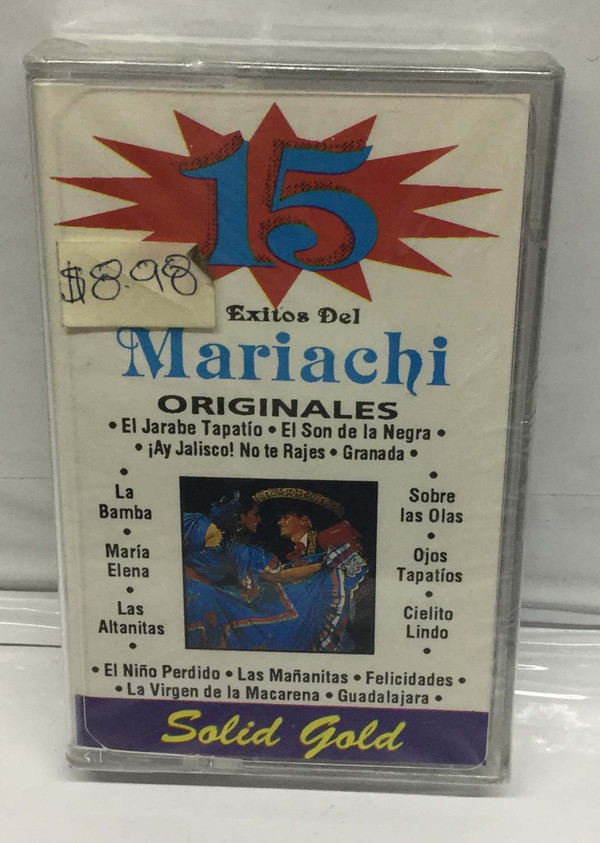 15
$8.98
Exitos Del
Mariachi
ORIGINALES
• El Jarabe Tapatío • El Son de la Negra •
• ¡Ay Jalisco! No te Rajes • Granada •
•
La
Bamba
•
María
Elena
•
Las
Altanitas
•
•
Sobre
las Olas
•
Ojos
Tapatíos
•
Cielito
Lindo
•
• El Niño Perdido • Las Mañanitas • Felicidades •
• La Virgen de la Macarena • Guadalajara •
Solid Gold